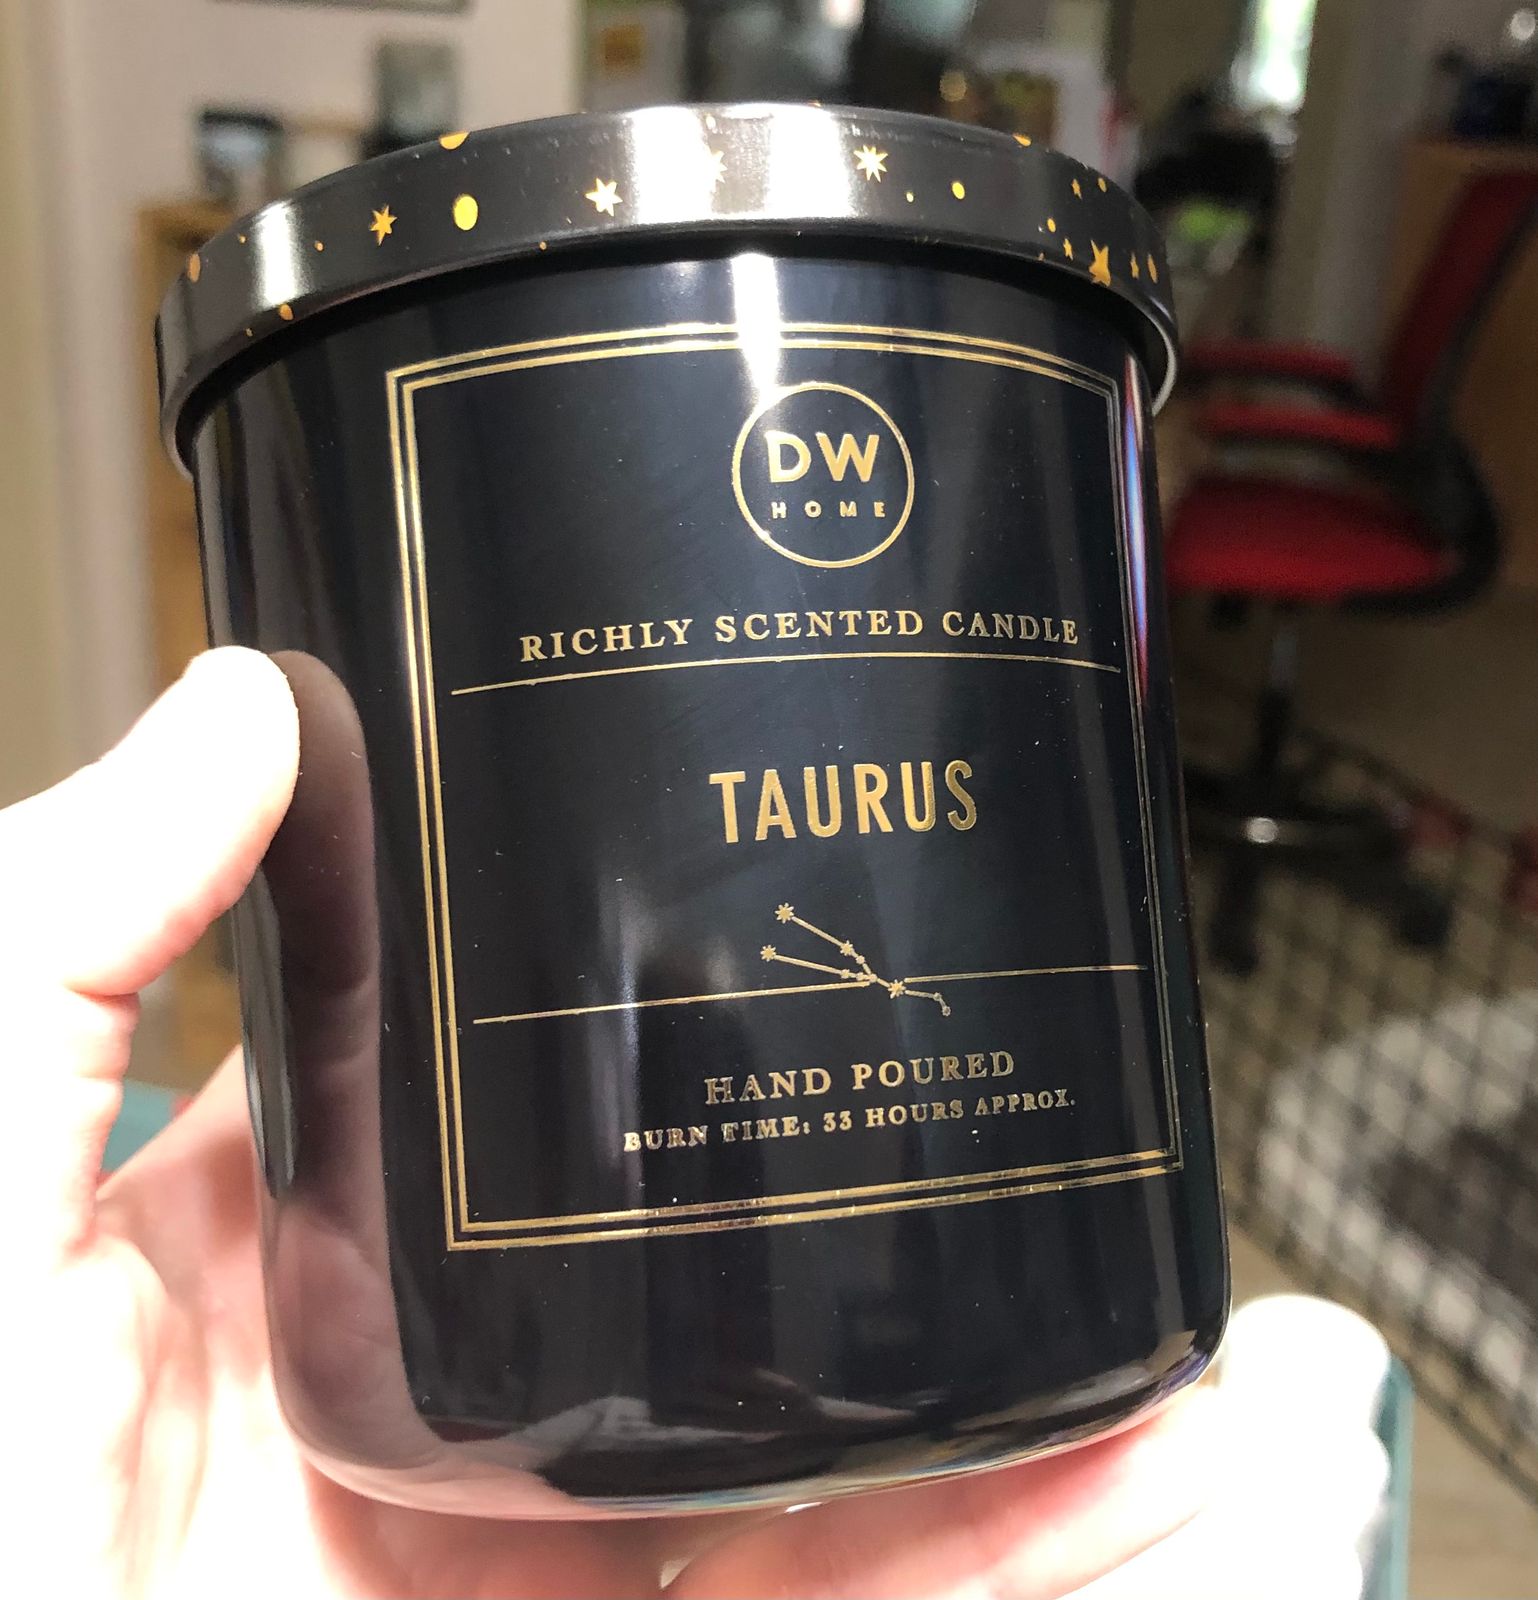 DW
HOME
RICHLY SCENTED CANDLE
TAURUS
HAND POURED
BURN TIME: 33 HOURS APPROX.